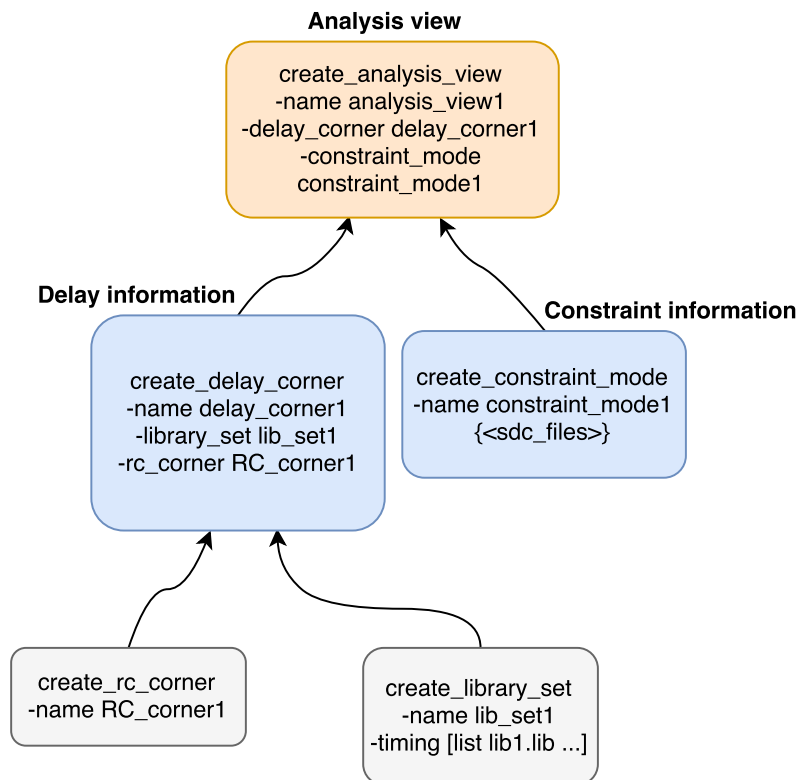 Analysis view
create_analysis_view
-name analysis_view1
-delay_corner delay_corner1
-constraint_mode
constraint_mode1
Delay information
create_delay_corner
-name delay_corner1
-library_set lib_set1
-rc_corner RC_corner1
Constraint information
create_constraint_mode
-name constraint_mode1
{<sdc_files>}
create_rc_corner
-name RC_corner1
create_library_set
-name lib_set1
-timing [list lib1.lib ...]